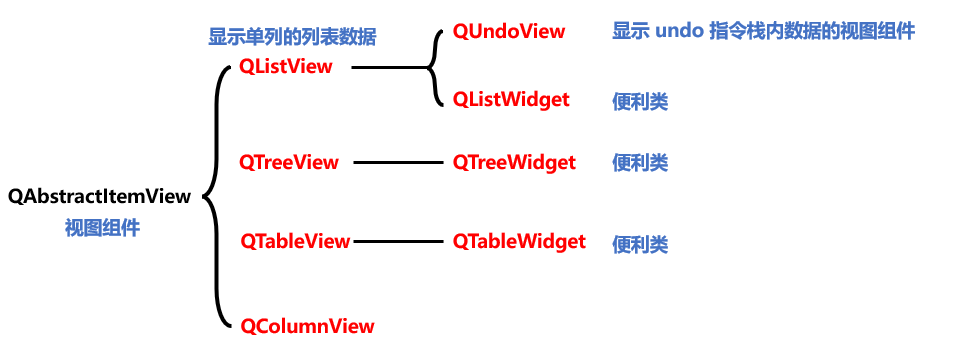 显示单列的列表数据
QUndoView 显示 undo 指令栈内数据的视图组件
QListView
QListWidget 便利类
QTreeView QTreeWidget 便利类
QAbstractItemView
视图组件
QTableView QTableWidget 便利类
QColumnView